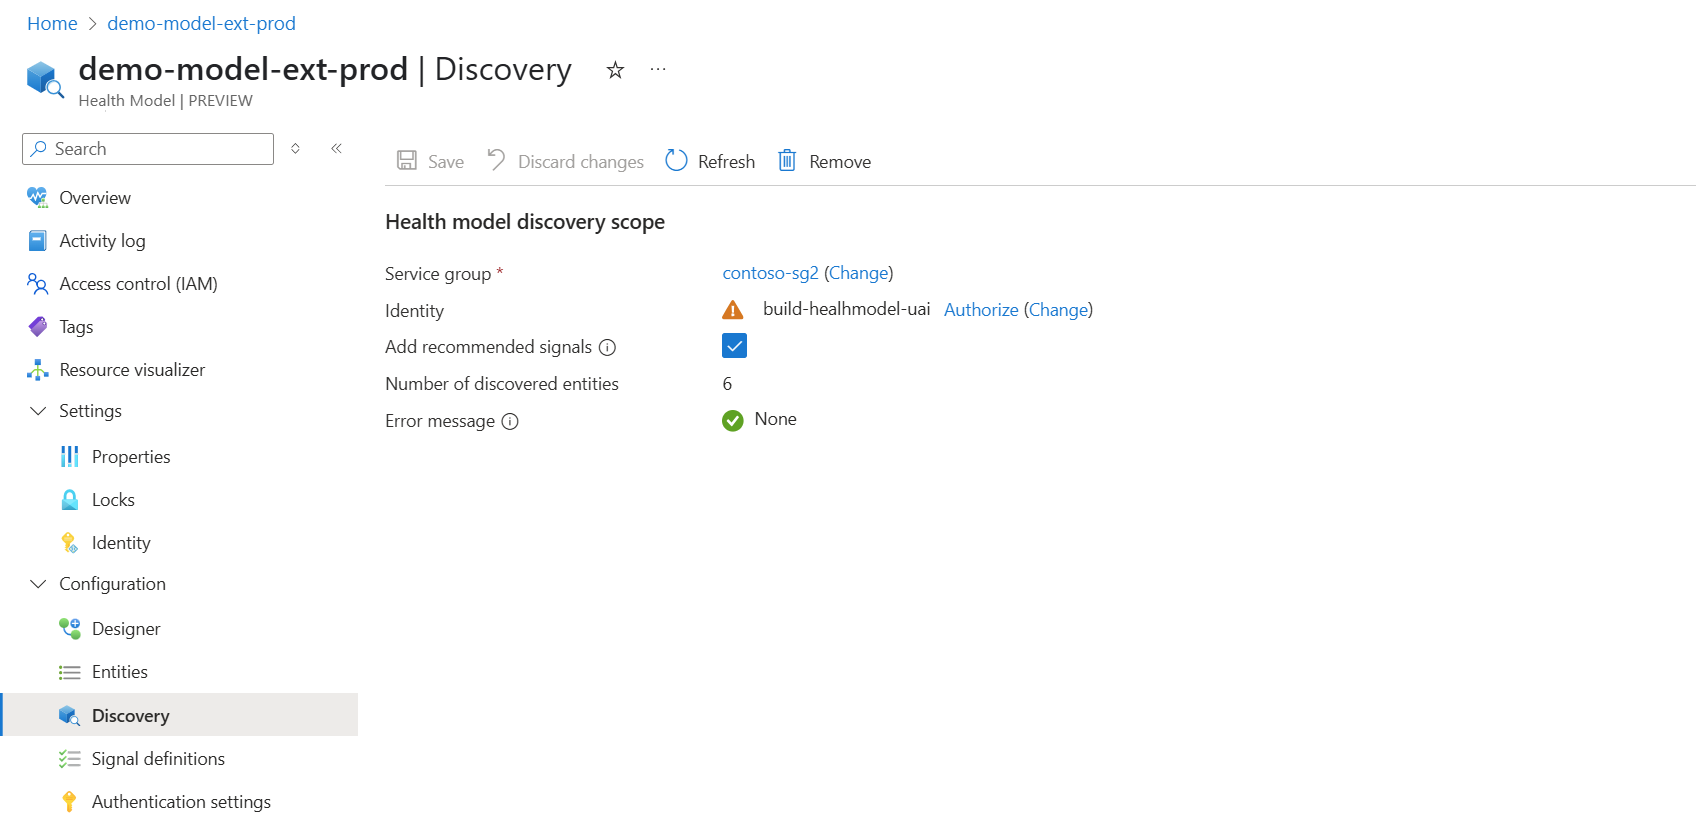 Home > demo-model-ext-prod
demo-model-ext-prod | Discovery
Health Model | PREVIEW
Search
Save Discard changes Refresh Remove
Overview
Activity log
Access control (IAM)
Tags
Resource visualizer
Settings
Properties
Locks
Identity
Configuration
Designer
Entities
Discovery
Signal definitions
Authentication settings
Health model discovery scope
Service group * contoso-sg2 (Change)
Identity build-healhmodel-uai Authorize (Change)
Add recommended signals
Number of discovered entities 6
Error message None